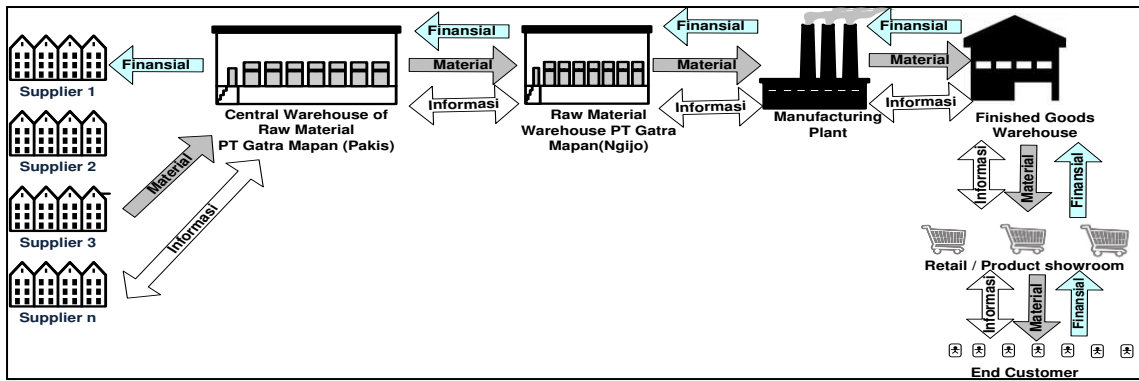 Finansial
Supplier 1
Supplier 2
Supplier 3
Supplier n
Material
Informasi
Central Warehouse of
Raw Material
PT Gatra Mapan (Pakis)
Finansial
Material
Informasi
Raw Material
Warehouse PT Gatra
Mapan(Ngijo)
Finansial
Material
Informasi
Manufacturing
Plant
Finansial
Material
Informasi
Finished Goods
Warehouse
Informasi
Material
Finansial
Retail / Product showroom
Informasi
Material
Finansial
End Customer